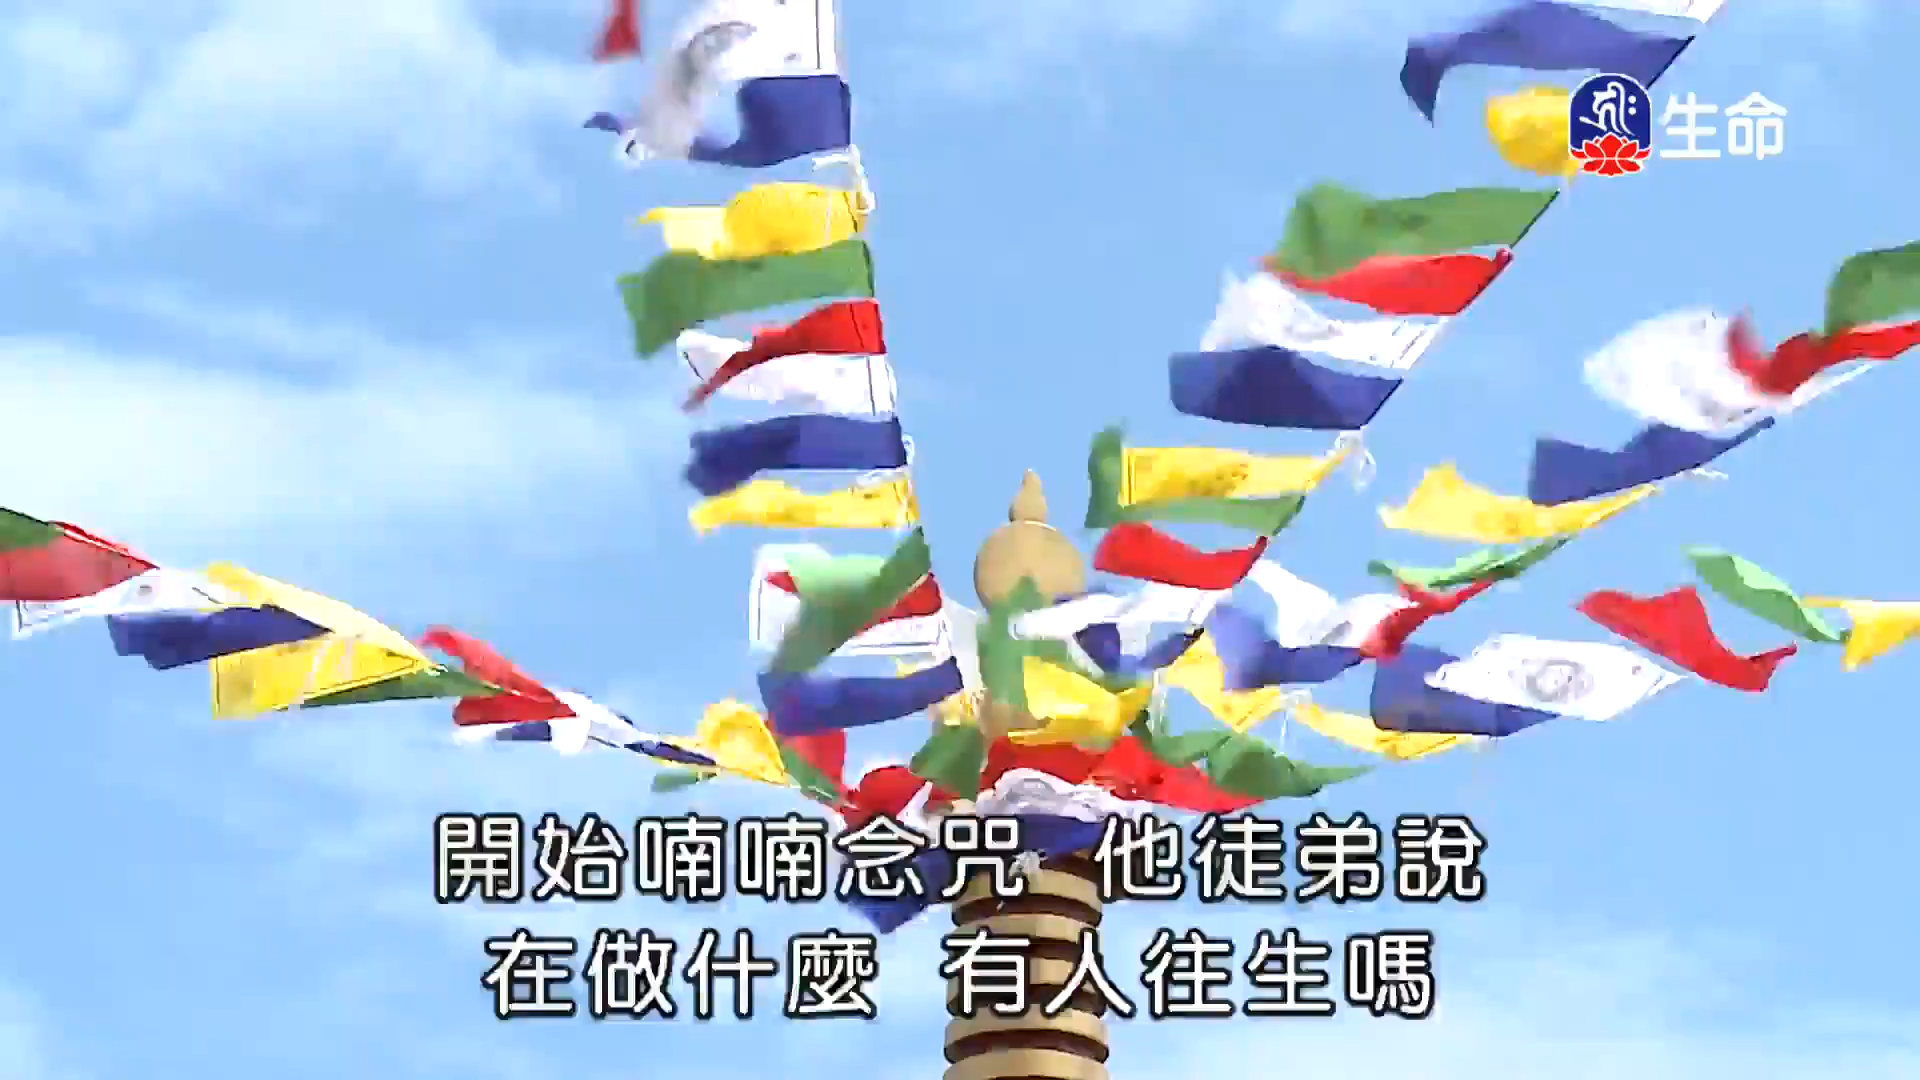 生命
開始喃喃念咒 他徒弟說
在做什麼 有人往生嗎